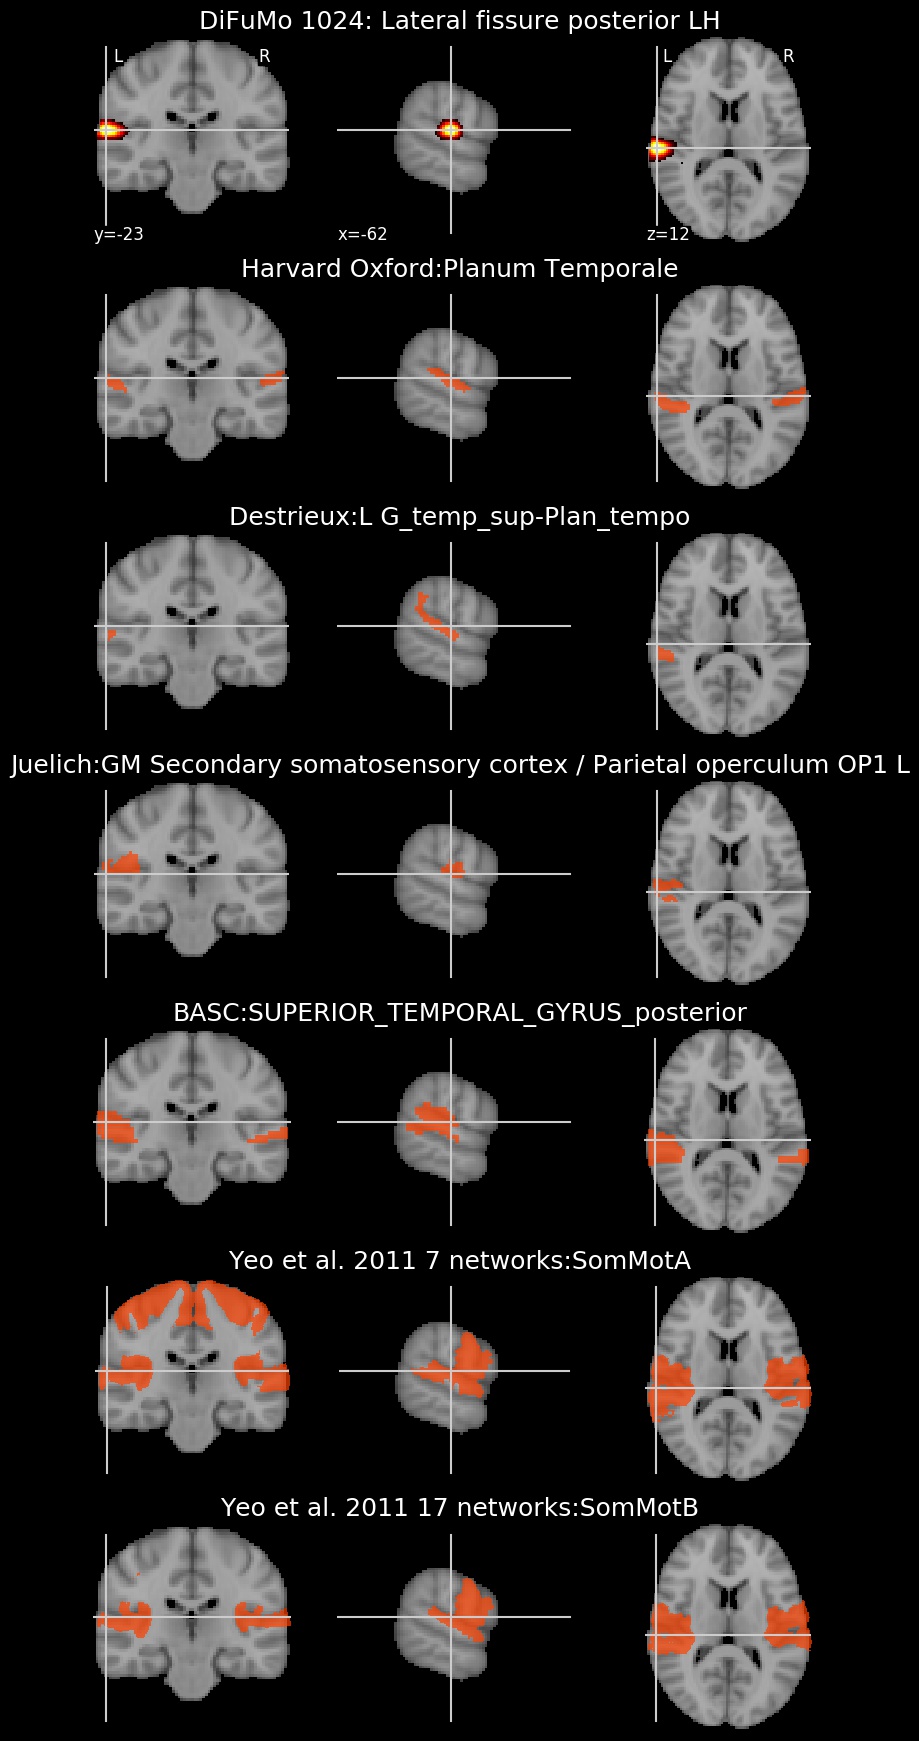 DiFuMo 1024: Lateral fissure posterior LH
L R L R
y=-23 x=-62 z=12
Harvard Oxford:Planum Temporale
Destrieux:L G_temp_sup-Plan_tempo
Juelich:GM Secondary somatosensory cortex / Parietal operculum OP1 L
BASC:SUPERIOR_TEMPORAL_GYRUS_posterior
Yeo et al. 2011 7 networks:SomMotA
Yeo et al. 2011 17 networks:SomMotB